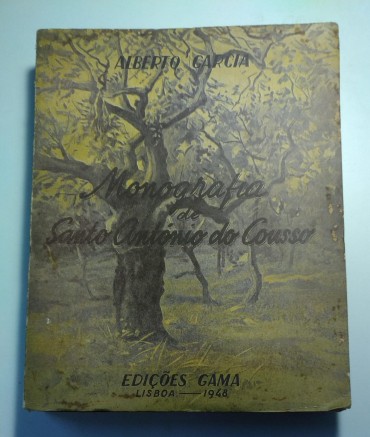 ALBERTO GARCIA
Monografia
de
Santo António do Cousso
EDIÇÕES GAMA
LISBOA — 1948